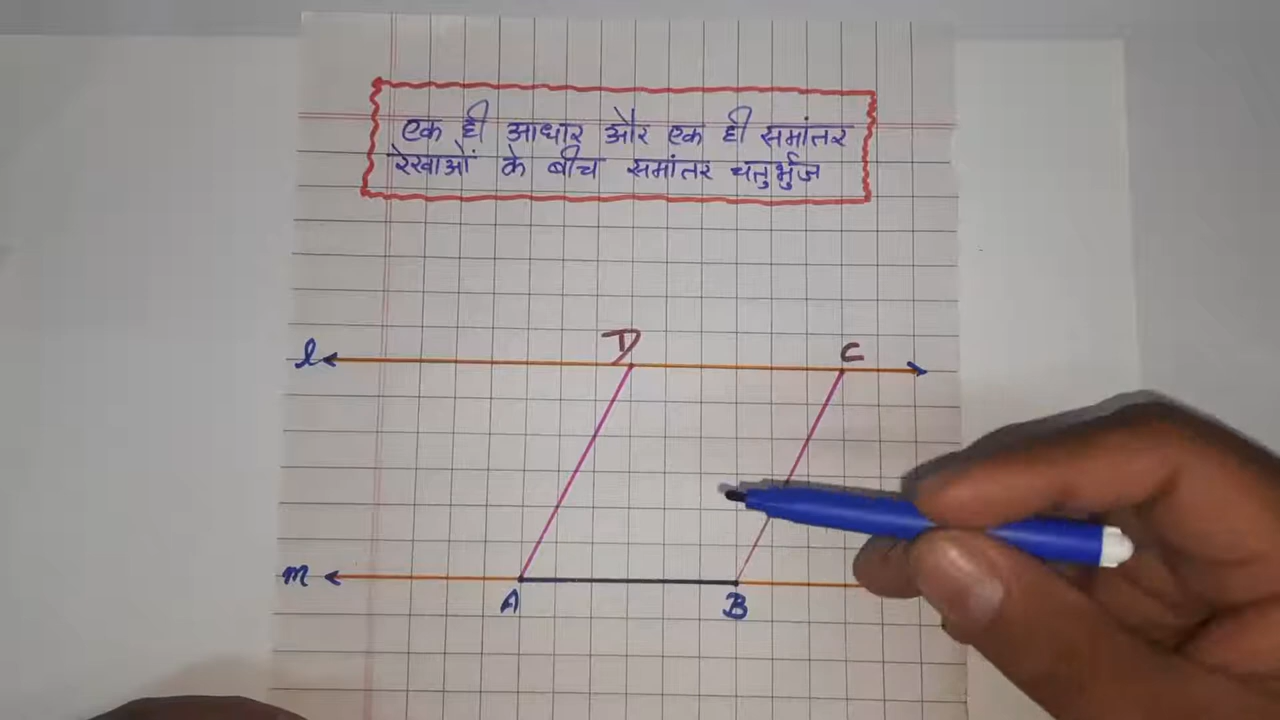 एक ही आधार और एक ही समांतर
रेखाओं के बीच समांतर चतुर्भुज
l
D
C
m
A
B